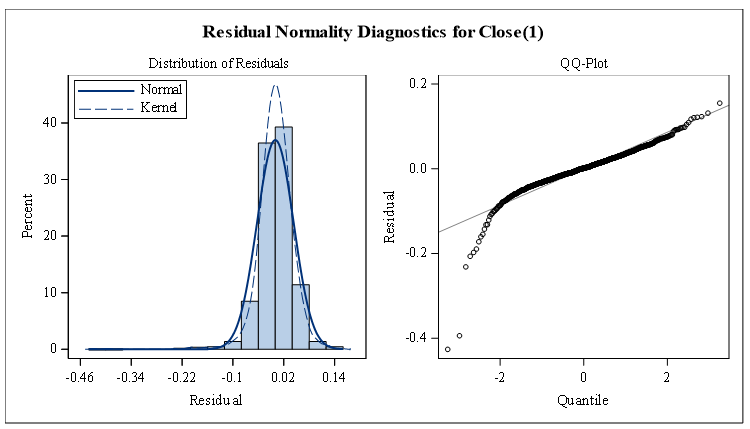 Residual Normality Diagnostics for Close(1)
Distribution of Residuals
Normal
Kernel
Percent
40
30
20
10
0
-0.46 -0.34 -0.22 -0.1 0.02 0.14
Residual
QQ-Plot
Residual
0.2
0.0
-0.2
-0.4
-2 0 2
Quantile